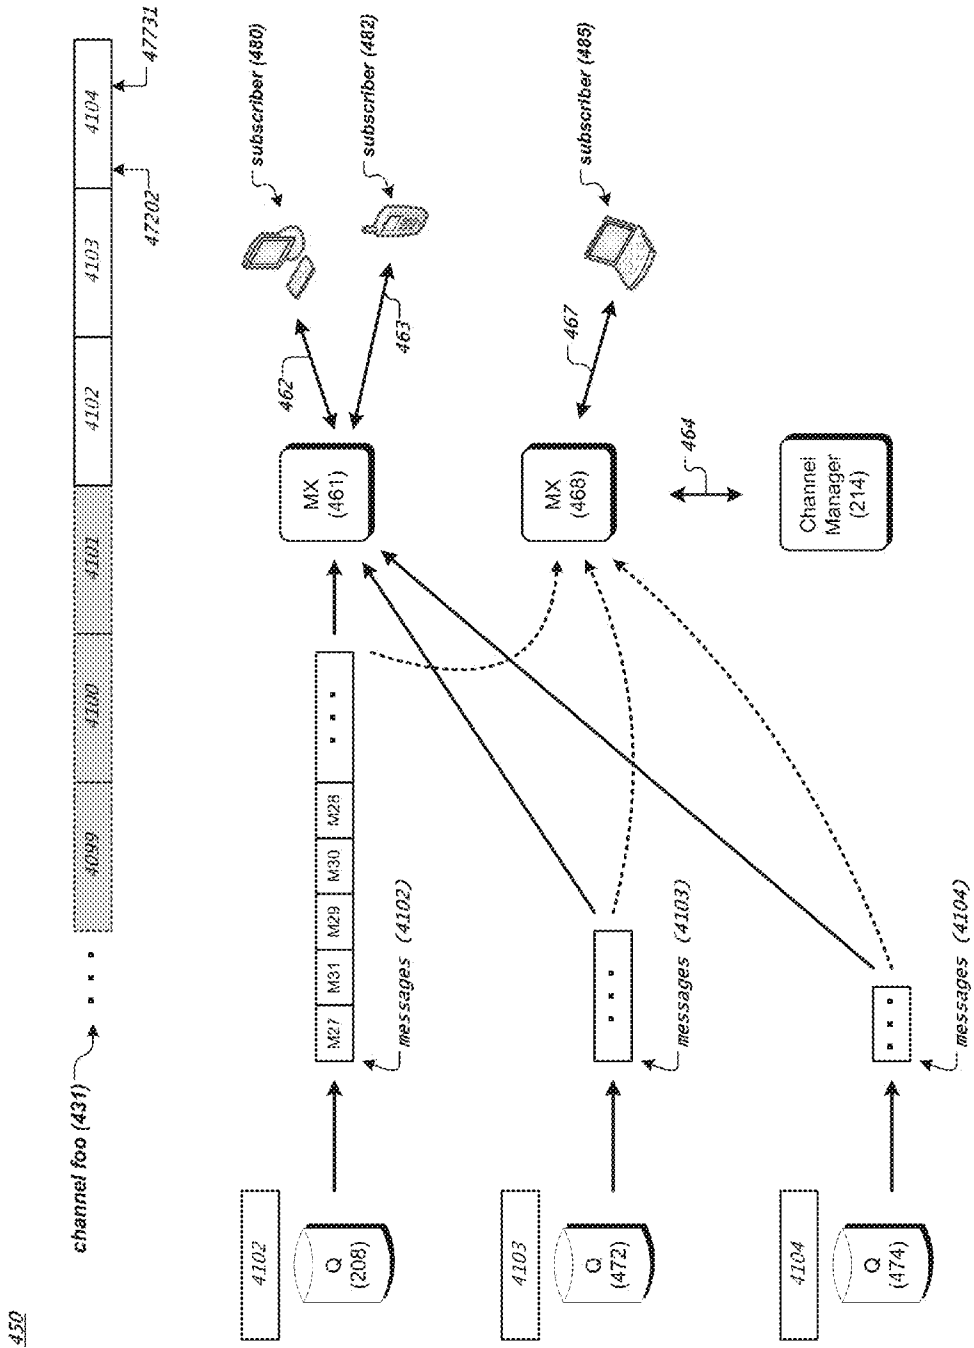 450
channel foo (431)
4099
4100
4101
4102
4103
4104
47202
47731
4102
Q
(208)
M27
M31
M29
M30
M28
messages (4102)
MX
(461)
462
463
subscriber (480)
subscriber (482)
4103
Q
(472)
messages (4103)
MX
(468)
467
subscriber (485)
464
4104
Q
(474)
messages (4104)
Channel
Manager
(214)